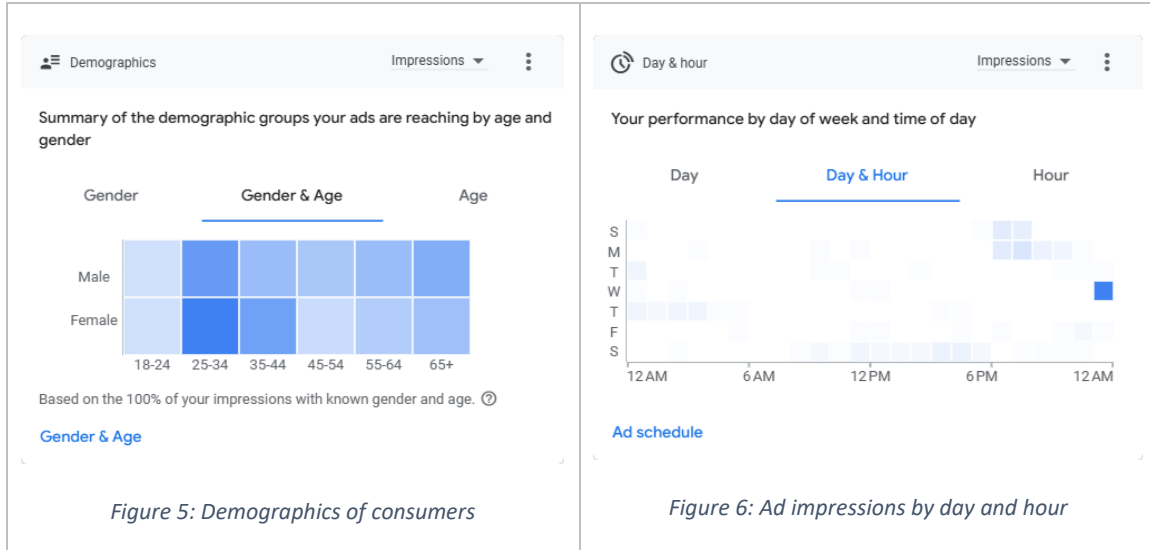 Demographics
Impressions
Summary of the demographic groups your ads are reaching by age and
gender
Gender
Gender & Age
Age
Male
Female
18-24 25-34 35-44 45-54 55-64 65+
Based on the 100% of your impressions with known gender and age.
Gender & Age
Figure 5: Demographics of consumers
Day & hour
Impressions
Your performance by day of week and time of day
Day
Day & Hour
Hour
S
M
T
W
T
F
S
12 AM 6 AM 12 PM 6 PM 12 AM
Ad schedule
Figure 6: Ad impressions by day and hour